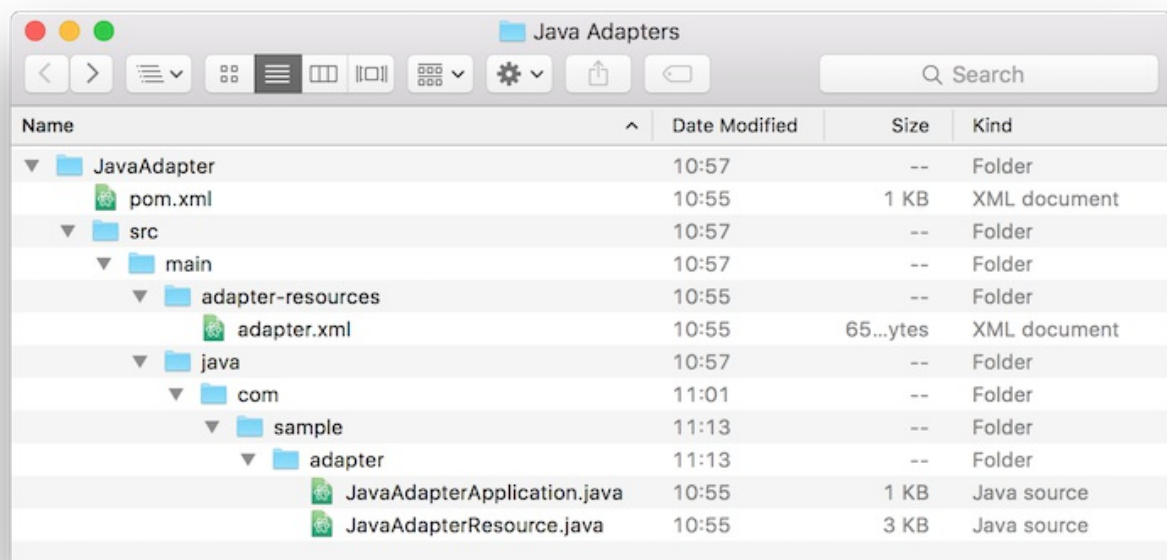 Java Adapters
Search
Name Date Modified Size Kind
JavaAdapter 10:57 -- Folder
pom.xml 10:55 1 KB XML document
src 10:57 -- Folder
main 10:57 -- Folder
adapter-resources 10:55 -- Folder
adapter.xml 10:55 65...ytes XML document
java 10:57 -- Folder
com 11:01 -- Folder
sample 11:13 -- Folder
adapter 11:13 -- Folder
JavaAdapterApplication.java 10:55 1 KB Java source
JavaAdapterResource.java 10:55 3 KB Java source